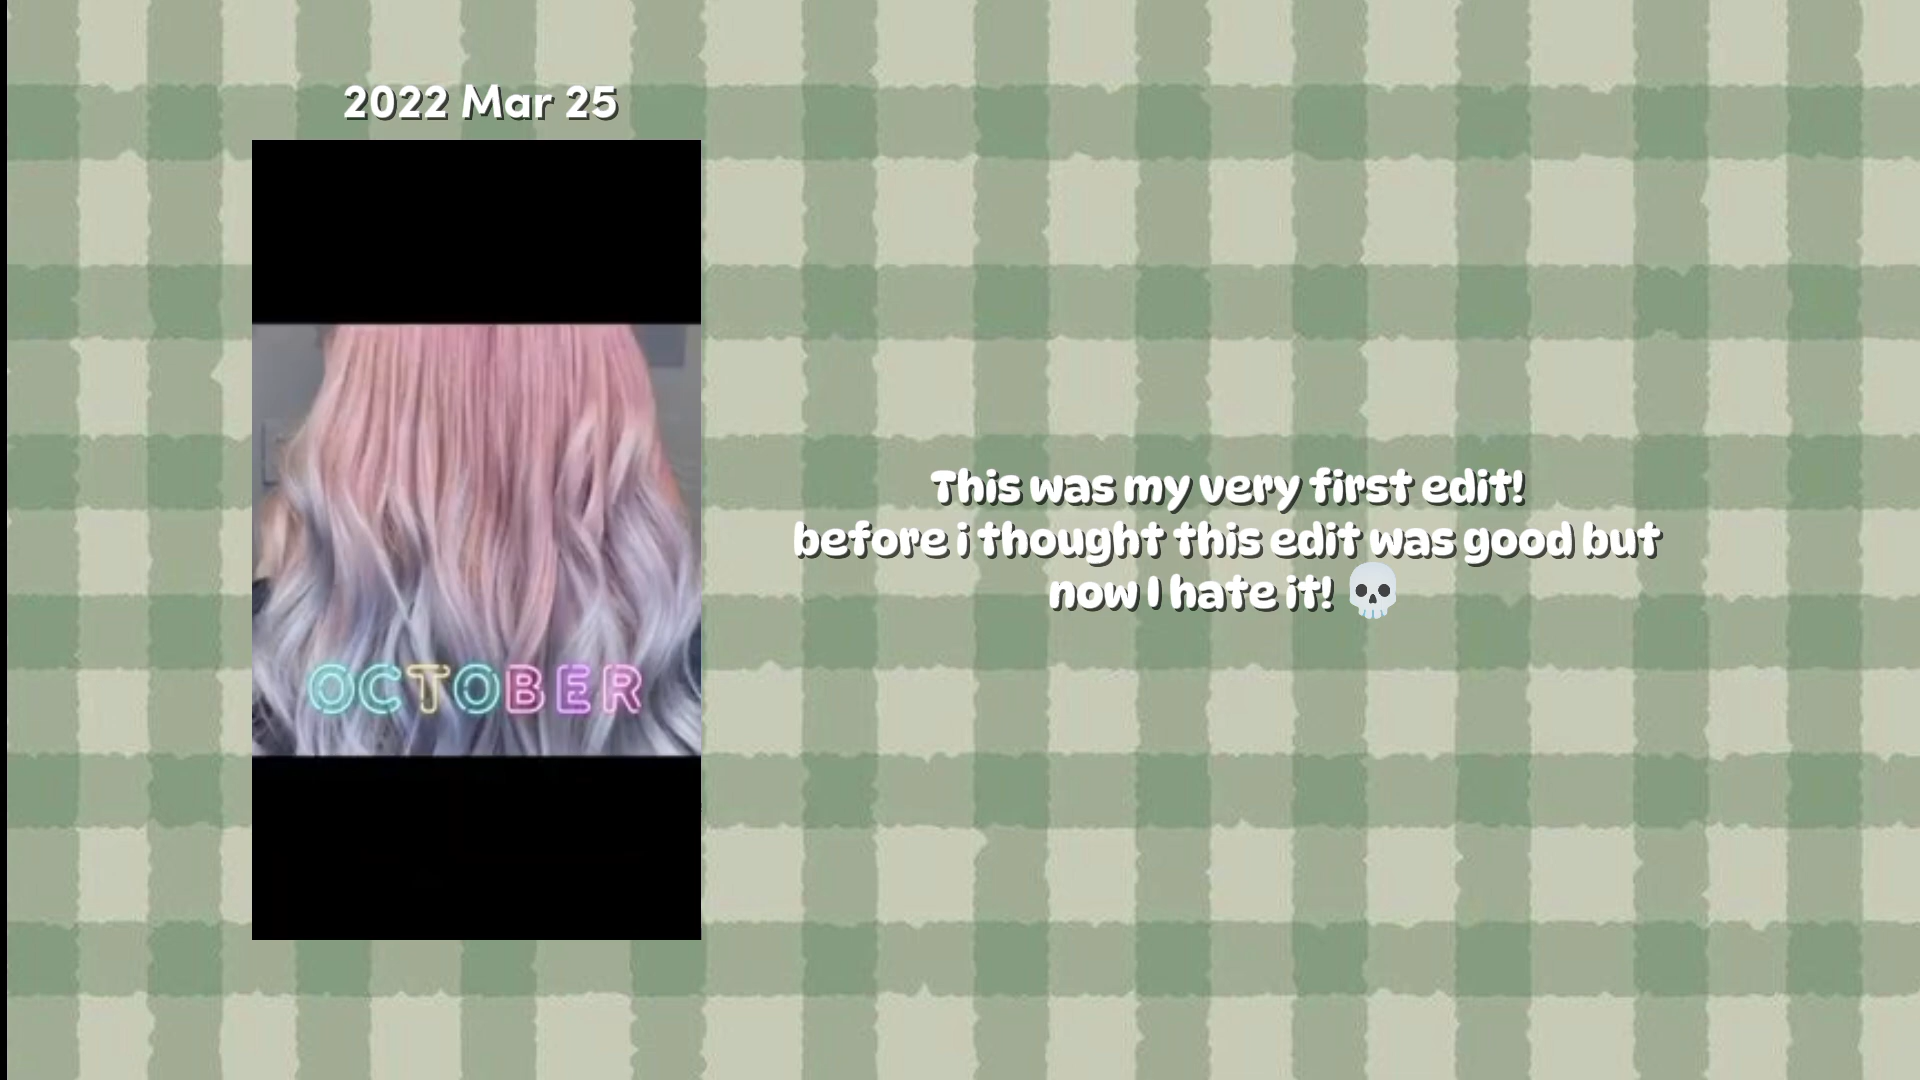 2022 Mar 25
OCTOBER
This was my very first edit!
before i thought this edit was good but
now I hate it! 💀